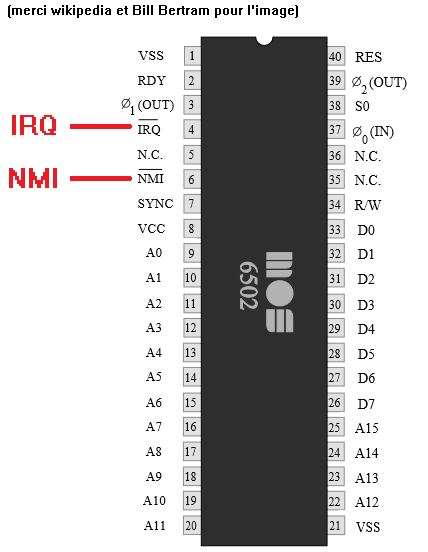 (merci wikipedia et Bill Bertram pour l'image)
VSS 1 40 RES
RDY 2 39 Ø2 (OUT)
Ø1 (OUT) 3 38 S0
IRQ IRQ 4 37 Ø0 (IN)
N.C. 5 36 N.C.
NMI NMI 6 35 N.C.
SYNC 7 34 R/W
VCC 8 33 D0
A0 9 32 D1
A1 10 31 D2
A2 11 30 D3
A3 12 29 D4
A4 13 28 D5
A5 14 27 D6
A6 15 26 D7
A7 16 25 A15
A8 17 24 A14
A9 18 23 A13
A10 19 22 A12
A11 20 21 VSS
MOS
6502